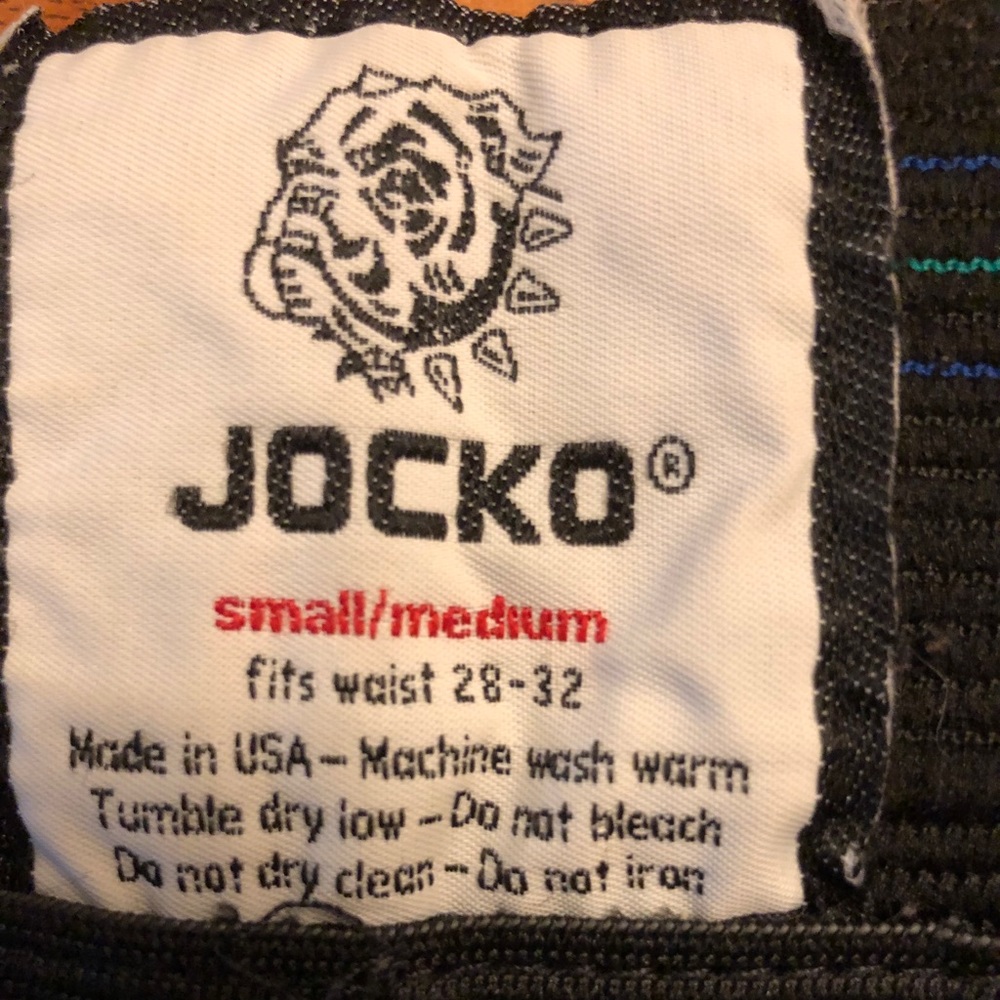 JOCKO®
small/medium
fits waist 28-32
Made in USA - Machine wash warm
Tumble dry low - Do not bleach
Do not dry clean - Do not iron